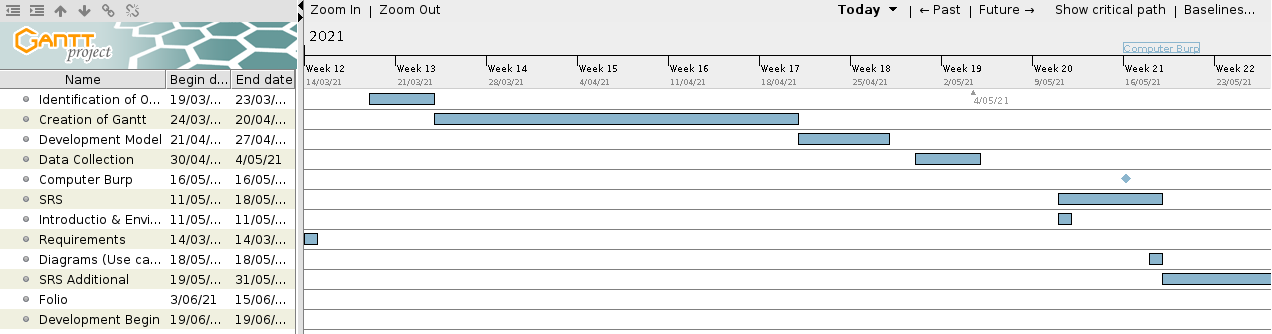 Zoom In | Zoom Out Today | ← Past | Future → Show critical path | Baselines...
GANTT project
2021
Computer Burp
Week 12 Week 13 Week 14 Week 15 Week 16 Week 17 Week 18 Week 19 Week 20 Week 21 Week 22
14/03/21 21/03/21 28/03/21 4/04/21 11/04/21 18/04/21 25/04/21 2/05/21 9/05/21 16/05/21 23/05/21
Name Begin d... End date
Identification of O... 19/03/... 23/03/...
4/05/21
Creation of Gantt 24/03/... 20/04/...
Development Model 21/04/... 27/04/...
Data Collection 30/04/... 4/05/21
Computer Burp 16/05/... 16/05/...
SRS 11/05/... 18/05/...
Introductio & Envi... 11/05/... 11/05/...
Requirements 14/03/... 14/03/...
Diagrams (Use ca... 18/05/... 18/05/...
SRS Additional 19/05/... 31/05/...
Folio 3/06/21 15/06/...
Development Begin 19/06/... 19/06/...